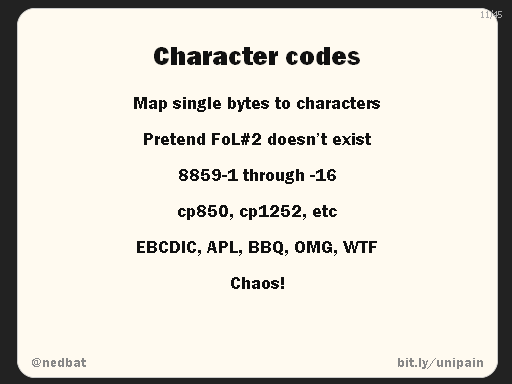 11/45
Character codes
Map single bytes to characters
Pretend FoL#2 doesn't exist
8859-1 through -16
cp850, cp1252, etc
EBCDIC, APL, BBQ, OMG, WTF
Chaos!
@nedbat
bit.ly/unipain